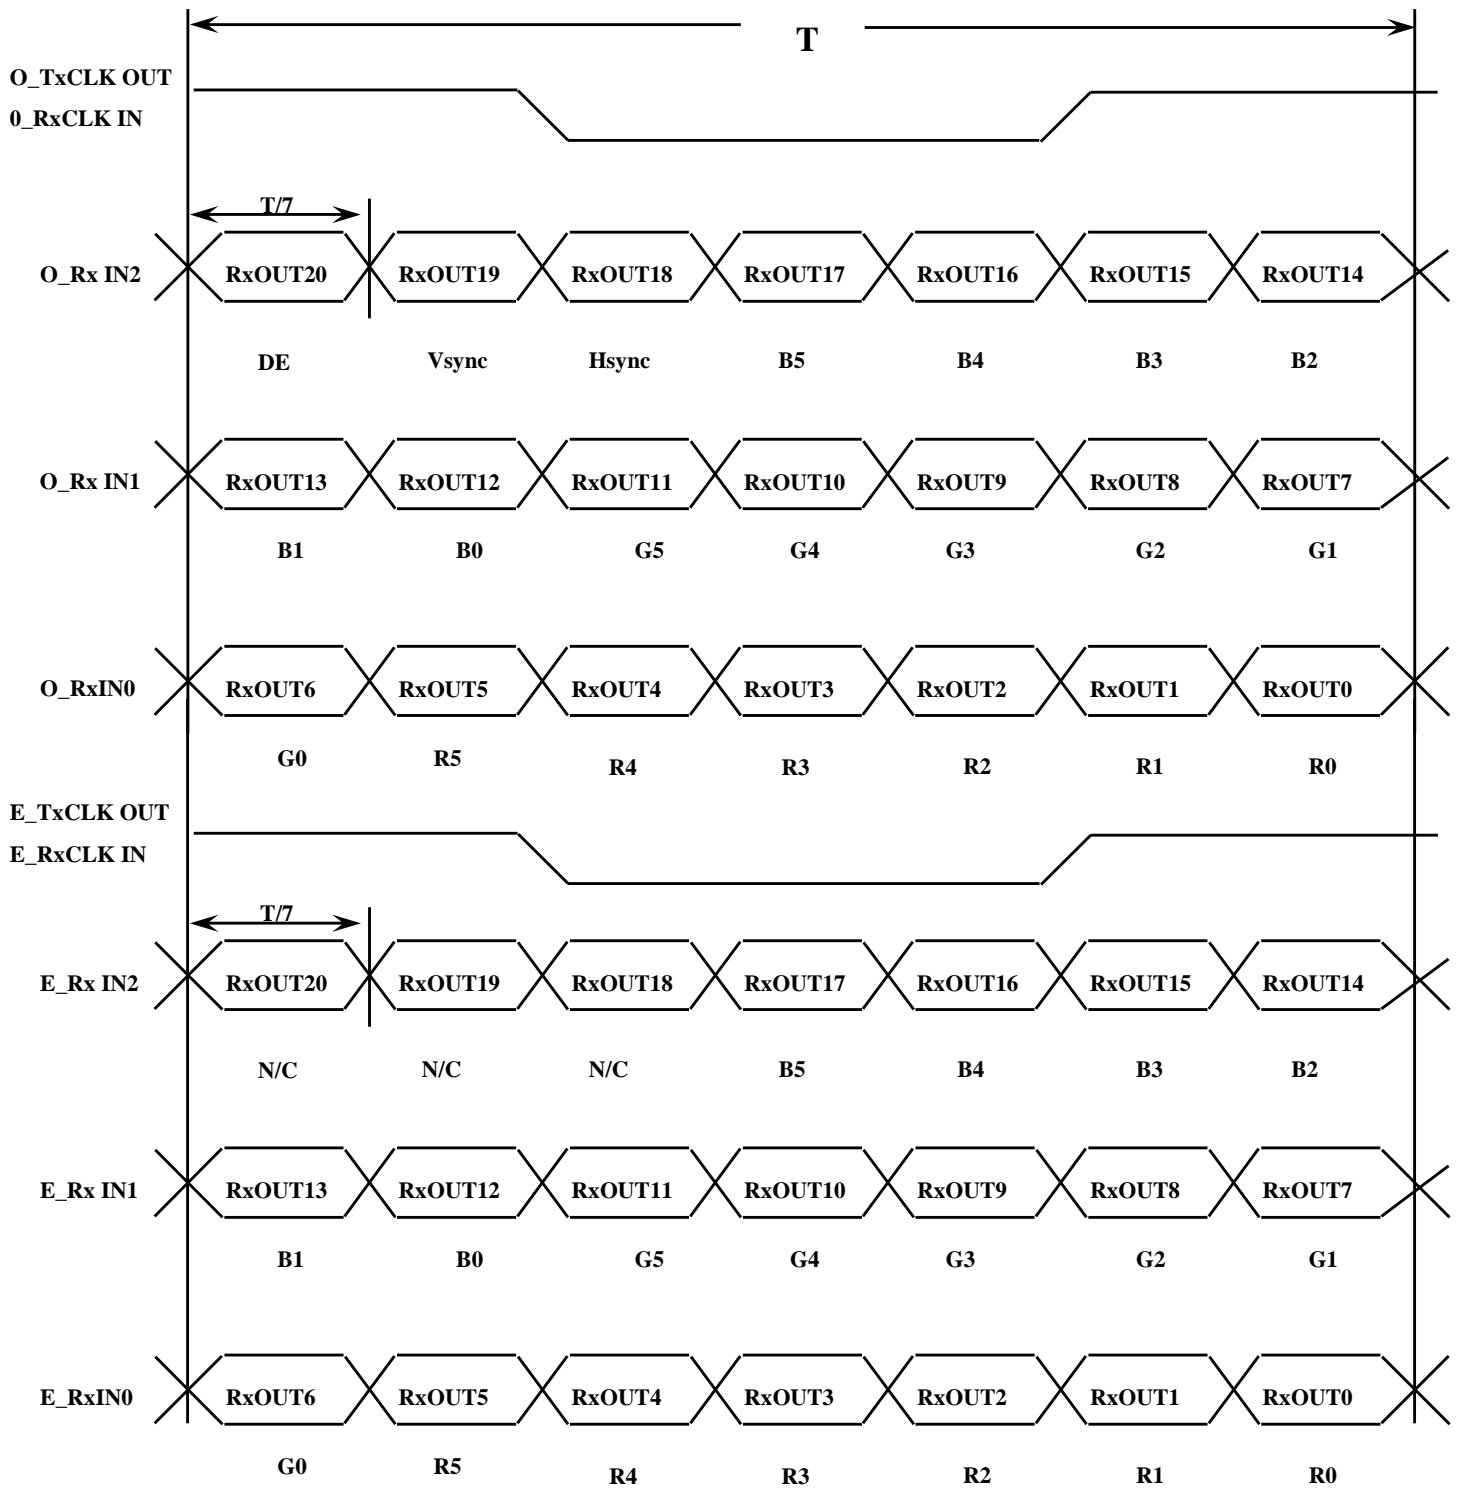 T
O_TxCLK OUT
0_RxCLK IN
T/7
O_Rx IN2 RxOUT20 RxOUT19 RxOUT18 RxOUT17 RxOUT16 RxOUT15 RxOUT14
DE Vsync Hsync B5 B4 B3 B2
O_Rx IN1 RxOUT13 RxOUT12 RxOUT11 RxOUT10 RxOUT9 RxOUT8 RxOUT7
B1 B0 G5 G4 G3 G2 G1
O_RxIN0 RxOUT6 RxOUT5 RxOUT4 RxOUT3 RxOUT2 RxOUT1 RxOUT0
G0 R5 R4 R3 R2 R1 R0
E_TxCLK OUT
E_RxCLK IN
T/7
E_Rx IN2 RxOUT20 RxOUT19 RxOUT18 RxOUT17 RxOUT16 RxOUT15 RxOUT14
N/C N/C N/C B5 B4 B3 B2
E_Rx IN1 RxOUT13 RxOUT12 RxOUT11 RxOUT10 RxOUT9 RxOUT8 RxOUT7
B1 B0 G5 G4 G3 G2 G1
E_RxIN0 RxOUT6 RxOUT5 RxOUT4 RxOUT3 RxOUT2 RxOUT1 RxOUT0
G0 R5 R4 R3 R2 R1 R0